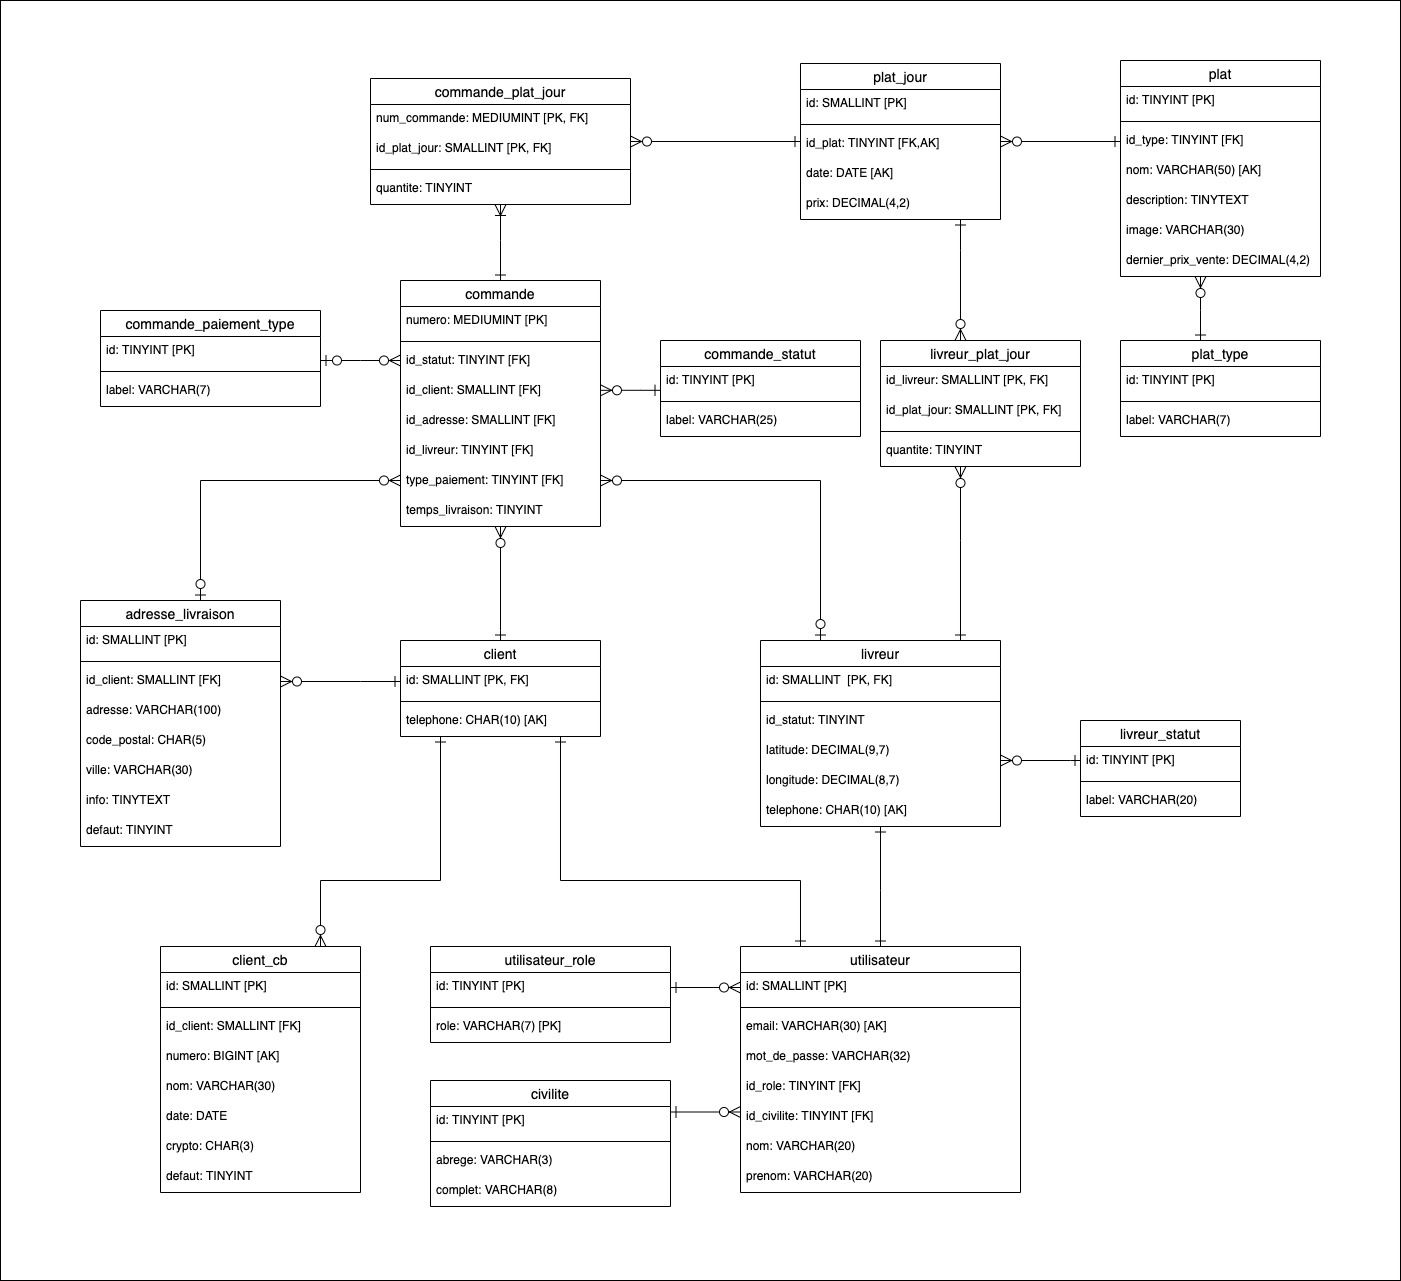 commande_plat_jour
num_commande: MEDIUMINT [PK, FK]
id_plat_jour: SMALLINT [PK, FK]
quantite: TINYINT
plat_jour
id: SMALLINT [PK]
id_plat: TINYINT [FK,AK]
date: DATE [AK]
prix: DECIMAL(4,2)
plat
id: TINYINT [PK]
id_type: TINYINT [FK]
nom: VARCHAR(50) [AK]
description: TINYTEXT
image: VARCHAR(30)
dernier_prix_vente: DECIMAL(4,2)
commande_paiement_type
id: TINYINT [PK]
label: VARCHAR(7)
commande
numero: MEDIUMINT [PK]
id_statut: TINYINT [FK]
id_client: SMALLINT [FK]
id_adresse: SMALLINT [FK]
id_livreur: TINYINT [FK]
type_paiement: TINYINT [FK]
temps_livraison: TINYINT
commande_statut
id: TINYINT [PK]
label: VARCHAR(25)
livreur_plat_jour
id_livreur: SMALLINT [PK, FK]
id_plat_jour: SMALLINT [PK, FK]
quantite: TINYINT
plat_type
id: TINYINT [PK]
label: VARCHAR(7)
adresse_livraison
id: SMALLINT [PK]
id_client: SMALLINT [FK]
adresse: VARCHAR(100)
code_postal: CHAR(5)
ville: VARCHAR(30)
info: TINYTEXT
defaut: TINYINT
client
id: SMALLINT [PK, FK]
telephone: CHAR(10) [AK]
livreur
id: SMALLINT  [PK, FK]
id_statut: TINYINT
latitude: DECIMAL(9,7)
longitude: DECIMAL(8,7)
telephone: CHAR(10) [AK]
livreur_statut
id: TINYINT [PK]
label: VARCHAR(20)
client_cb
id: SMALLINT [PK]
id_client: SMALLINT [FK]
numero: BIGINT [AK]
nom: VARCHAR(30)
date: DATE
crypto: CHAR(3)
defaut: TINYINT
utilisateur_role
id: TINYINT [PK]
role: VARCHAR(7) [PK]
civilite
id: TINYINT [PK]
abrege: VARCHAR(3)
complet: VARCHAR(8)
utilisateur
id: SMALLINT [PK]
email: VARCHAR(30) [AK]
mot_de_passe: VARCHAR(32)
id_role: TINYINT [FK]
id_civilite: TINYINT [FK]
nom: VARCHAR(20)
prenom: VARCHAR(20)